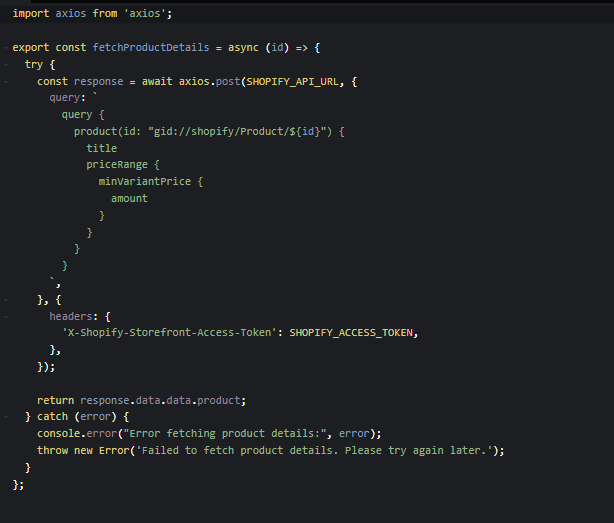 import axios from 'axios';
export const fetchProductDetails = async (id) => {
try {
const response = await axios.post(SHOPIFY_API_URL, {
query: `
query {
product(id: "gid://shopify/Product/${id}") {
title
priceRange {
minVariantPrice {
amount
}
}
}
}
`,
}, {
headers: {
'X-Shopify-Storefront-Access-Token': SHOPIFY_ACCESS_TOKEN,
},
});
return response.data.data.product;
} catch (error) {
console.error("Error fetching product details:", error);
throw new Error('Failed to fetch product details. Please try again later.');
}
};